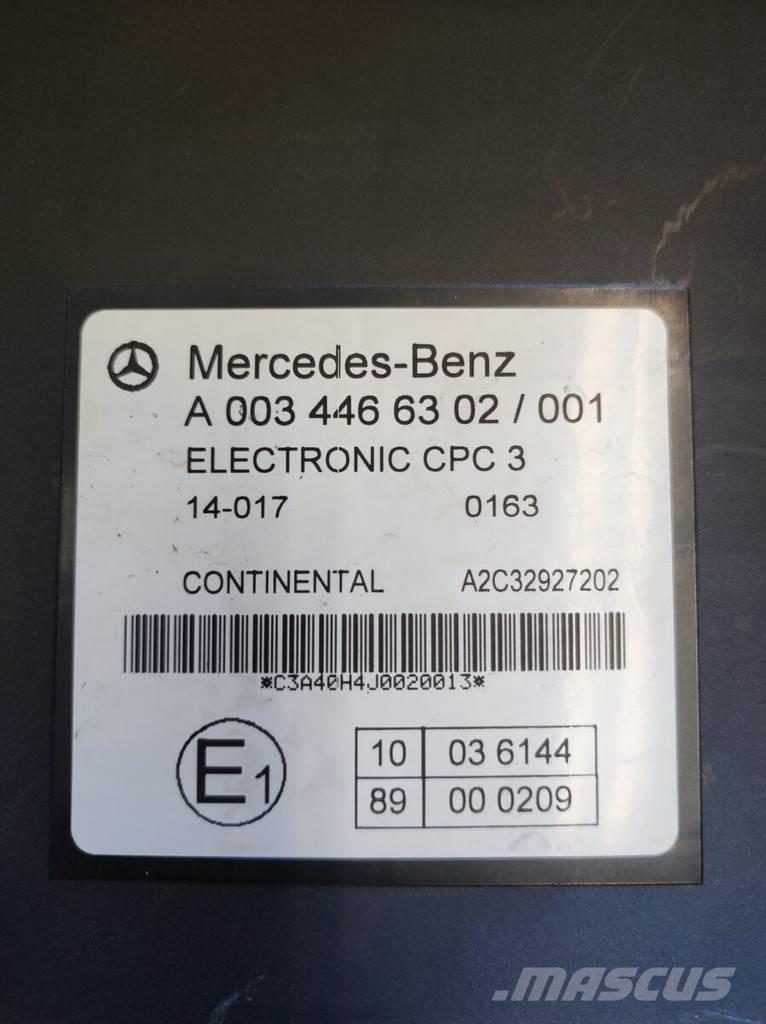 Mercedes-Benz
A 003 446 63 02 / 001
ELECTRONIC CPC 3
14-017 0163
CONTINENTAL A2C32927202
*C3A40H4J0020013*
E1
10 03 6144
89 00 0209
MASCUS